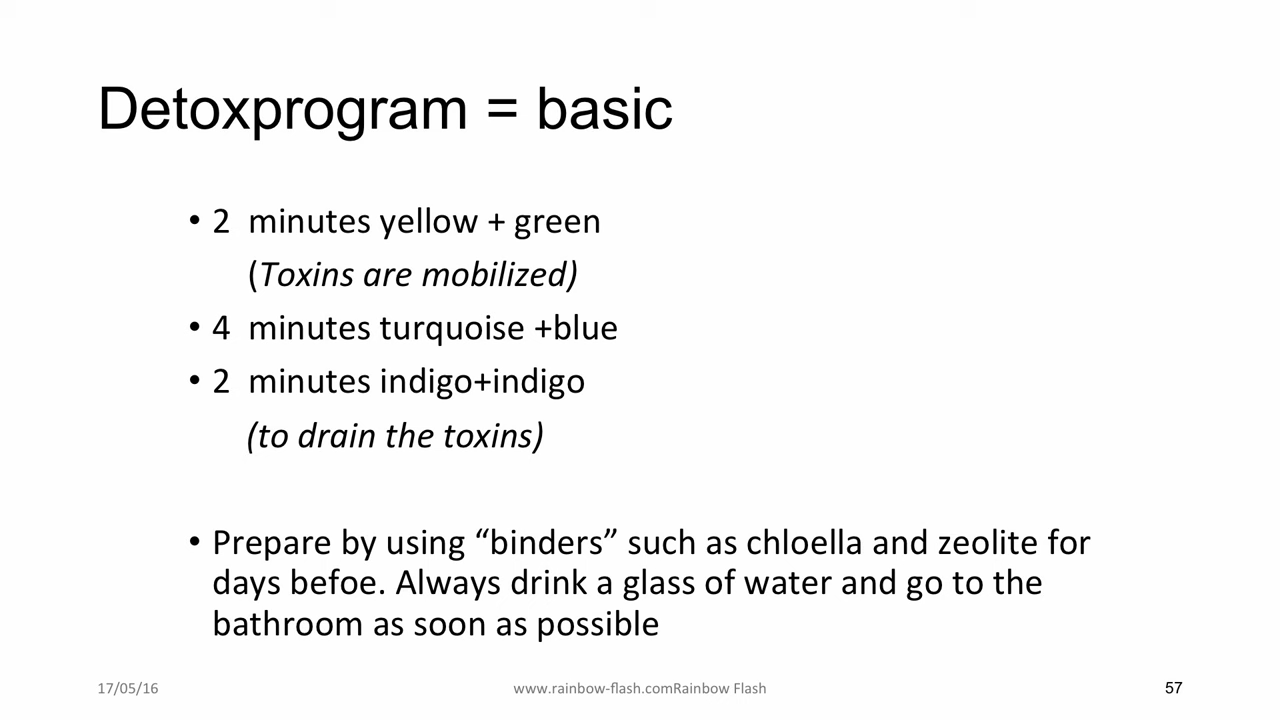 Detoxprogram = basic
• 2 minutes yellow + green
(Toxins are mobilized)
• 4 minutes turquoise +blue
• 2 minutes indigo+indigo
(to drain the toxins)
• Prepare by using “binders” such as chloella and zeolite for
days befoe. Always drink a glass of water and go to the
bathroom as soon as possible
17/05/16 www.rainbow-flash.comRainbow Flash 57